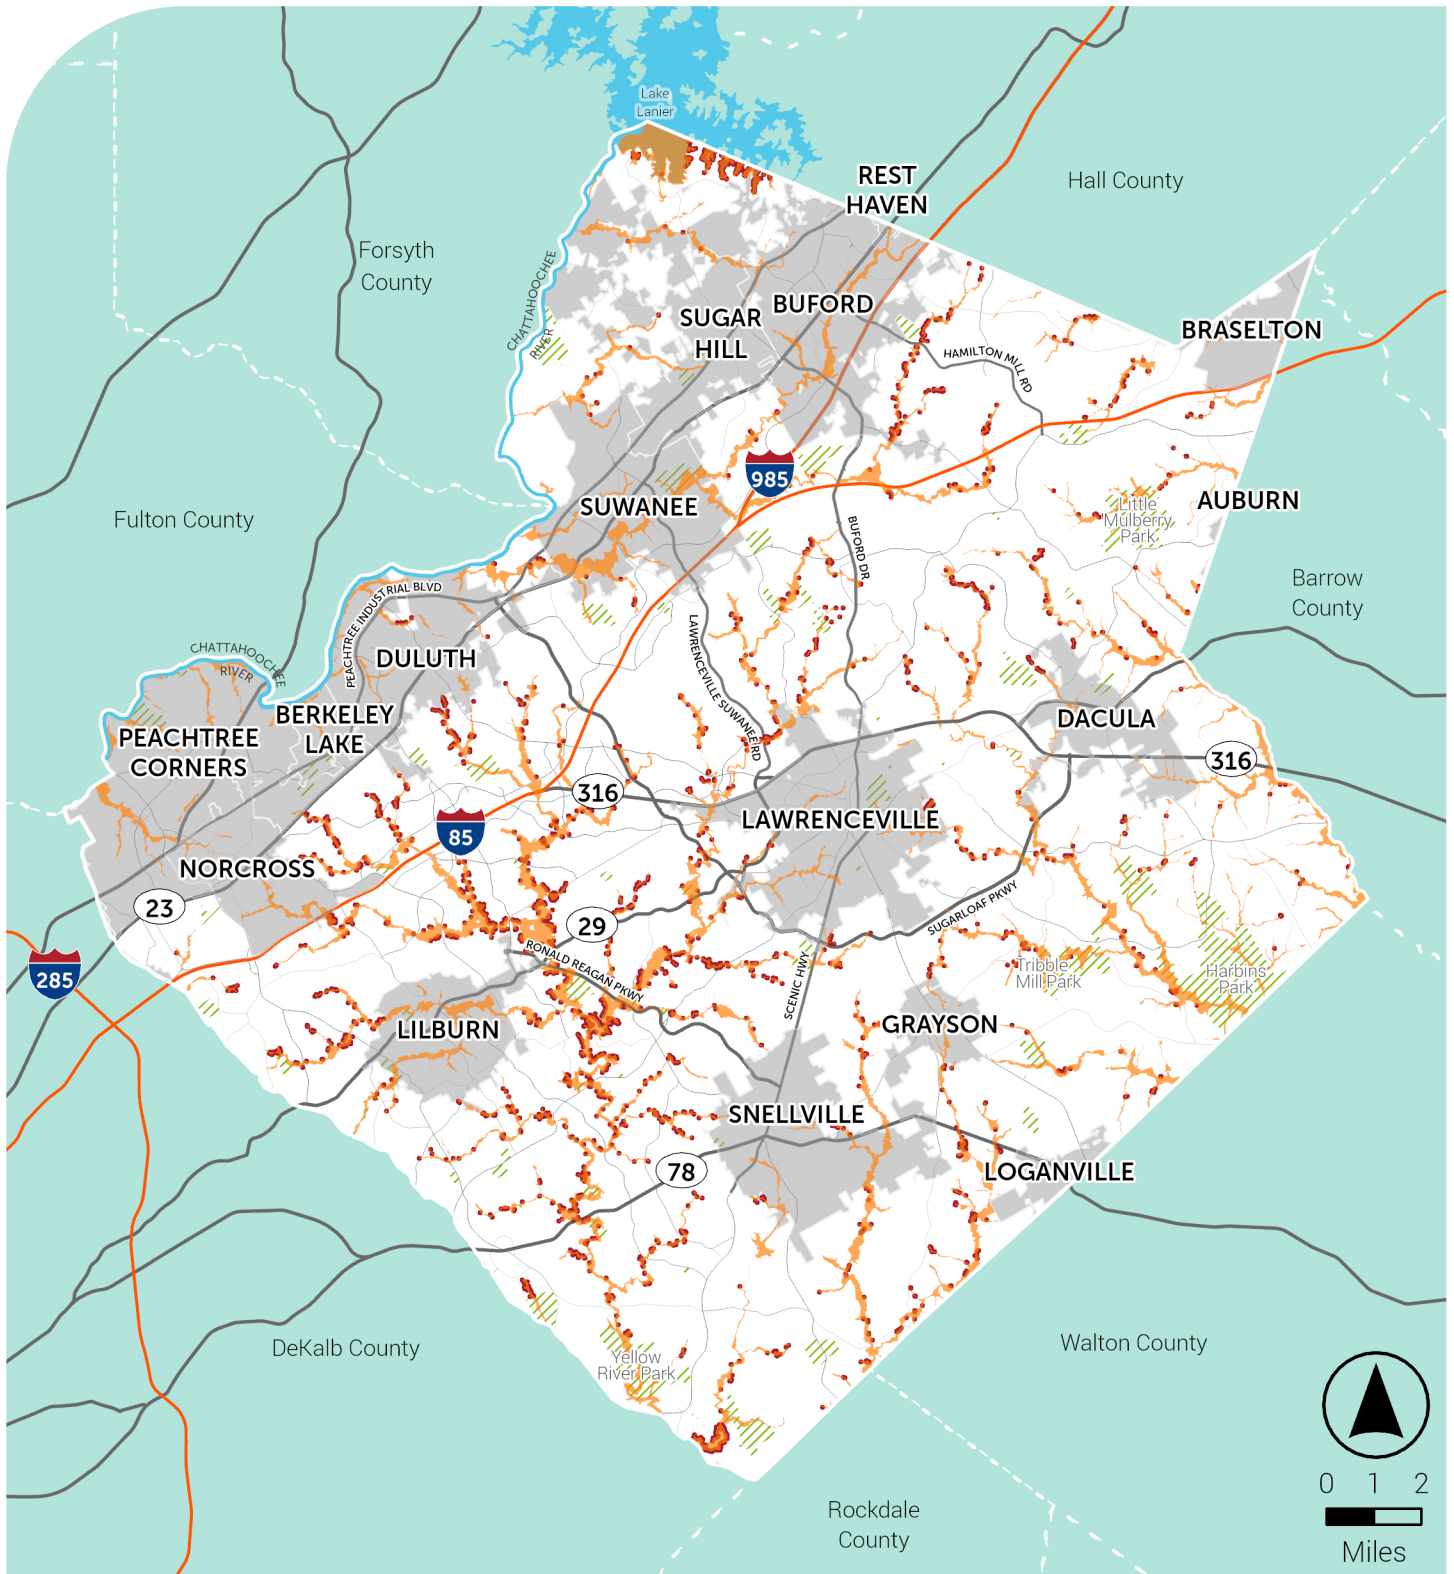 Lake
Lanier
REST
HAVEN
Hall County
Forsyth
County
CHATTAHOOCHEE
RIVER
SUGAR
HILL
BUFORD
BRASELTON
HAMILTON MILL RD
985
SUWANEE
AUBURN
Little
Mulberry
Park
Fulton County
BUFORD DR
Barrow
County
PEACHTREE INDUSTRIAL BLVD
LAWRENCEVILLE SUWANEE RD
CHATTAHOOCHEE
RIVER
DULUTH
BERKELEY
LAKE
PEACHTREE
CORNERS
DACULA
316
316
85
LAWRENCEVILLE
NORCROSS
23
29
SUGARLOAF PKWY
RONALD REAGAN PKWY
285
SCENIC HWY
Tribble
Mill Park
Harbins
Park
LILBURN
GRAYSON
SNELLVILLE
78
LOGANVILLE
DeKalb County
Yellow
River Park
Walton County
Rockdale
County
0 1 2
Miles